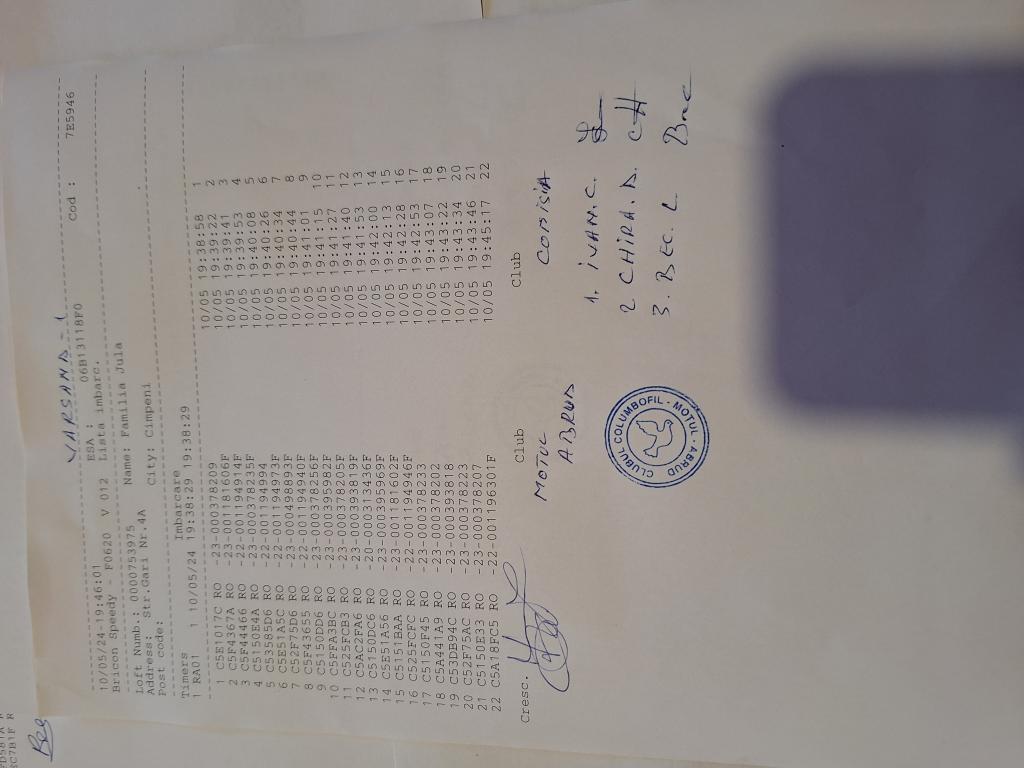 VARSAND - 1
10/05/24-19:46:01 ESA : 06B13118F0 Cod : 7E5946
Bricon Speedy - F0620 V 012 Lista imbarc.
Loft Numb.: 0000753975 Name: Familia Jula
Address: Str.Gari Nr.4A City: Cimpeni
Post code:
Timers Imbarcare
1 RA01 1 10/05/24 19:38:29 19:38:29
1 C5E1017C RO -23-000378209 10/05 19:38:58 1
2 C5F4367A RO -23-001181606F 10/05 19:39:22 2
3 C5F44466 RO -22-001194914F 10/05 19:39:41 3
4 C5150E4A RO -23-000378235F 10/05 19:39:53 4
5 C53585D6 RO -22-001194994 10/05 19:40:08 5
6 C5E51A5C RO -22-001194973F 10/05 19:40:26 6
7 C52F75D6 RO -23-000498893F 10/05 19:40:34 7
8 C5F43655 RO -22-001194940F 10/05 19:40:44 8
9 C5150DD6 RO -23-000378256F 10/05 19:41:01 9
10 C5FFA3BC RO -23-000395982F 10/05 19:41:15 10
11 C525FCB3 RO -23-000378205F 10/05 19:41:27 11
12 C5AC2FA6 RO -23-000393819F 10/05 19:41:40 12
13 C5150DC6 RO -20-000313436F 10/05 19:41:53 13
14 C5E51A56 RO -23-000395969F 10/05 19:42:00 14
15 C5151BAA RO -23-001181602F 10/05 19:42:13 15
16 C525FCFC RO -22-001194946F 10/05 19:42:28 16
17 C5150F45 RO -23-000378233 10/05 19:42:53 17
18 C5A441A9 RO -23-000378202 10/05 19:43:07 18
19 C53DB94C RO -23-000393818 10/05 19:43:22 19
20 C52F75AC RO -23-000378223 10/05 19:43:34 20
21 C5150E33 RO -23-000378207 10/05 19:43:46 21
22 C5A18FC5 RO -22-001196301F 10/05 19:45:17 22
Cresc. Club Club
MOTUL COMISIA
ABRUD
1. IVAN.C.
2 CHIRA.D.
3. BEC. C
CLUBUL COLUMBOFIL - MOTUL - ABRUD